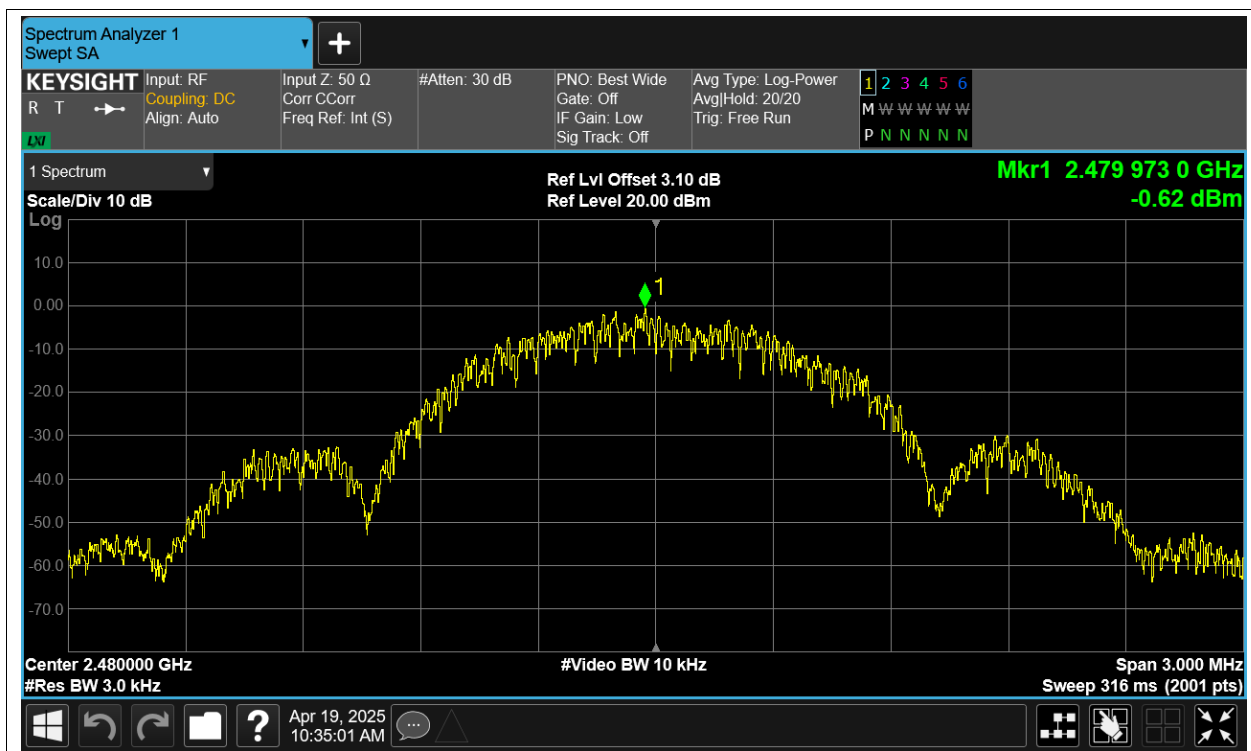 Spectrum Analyzer 1
Swept SA
KEYSIGHT
R T
LXI
Input: RF
Coupling: DC
Align: Auto
Input Z: 50 Ω
Corr CCorr
Freq Ref: Int (S)
#Atten: 30 dB
PNO: Best Wide
Gate: Off
IF Gain: Low
Sig Track: Off
Avg Type: Log-Power
Avg|Hold: 20/20
Trig: Free Run
1 2 3 4 5 6
M W W W W W
P N N N N N
1 Spectrum
Scale/Div 10 dB
Ref Lvl Offset 3.10 dB
Ref Level 20.00 dBm
Mkr1 2.479 973 0 GHz
-0.62 dBm
Log
10.0
0.00
-10.0
-20.0
-30.0
-40.0
-50.0
-60.0
-70.0
1
Center 2.480000 GHz
#Res BW 3.0 kHz
#Video BW 10 kHz
Span 3.000 MHz
Sweep 316 ms (2001 pts)
?
Apr 19, 2025
10:35:01 AM